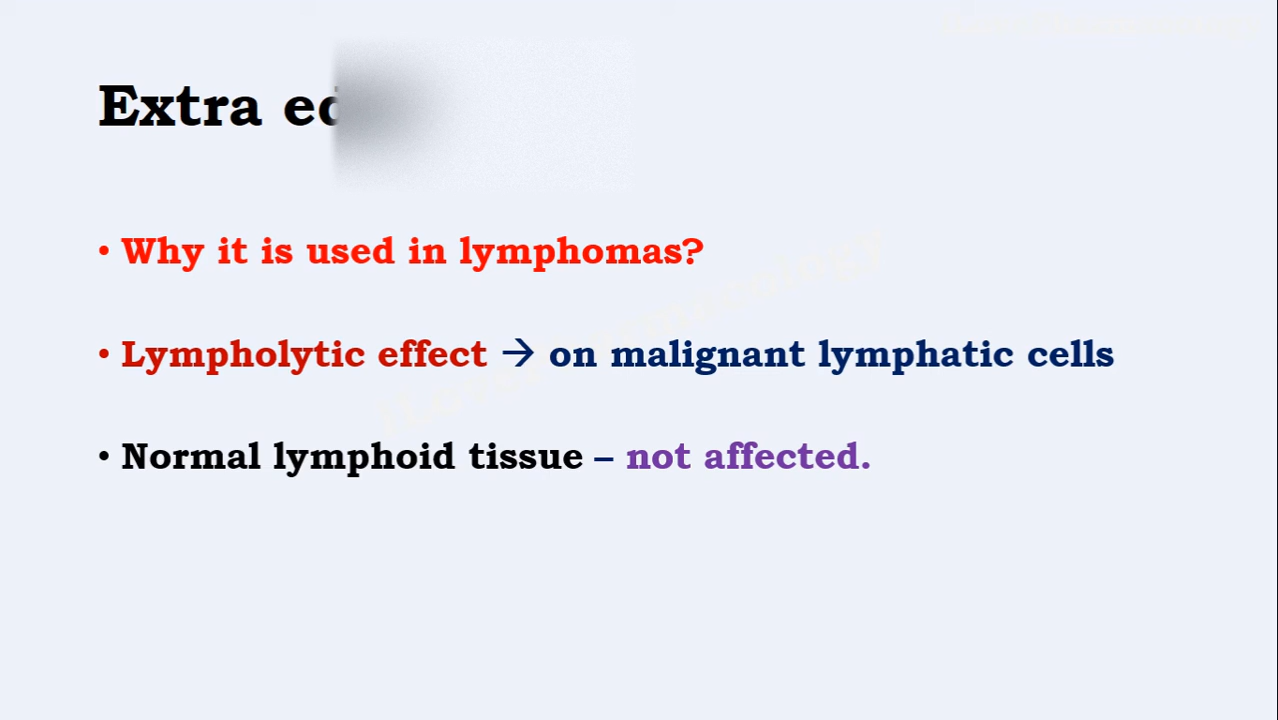 Extra
• Why it is used in lymphomas?
• Lympholytic effect → on malignant lymphatic cells
• Normal lymphoid tissue – not affected.